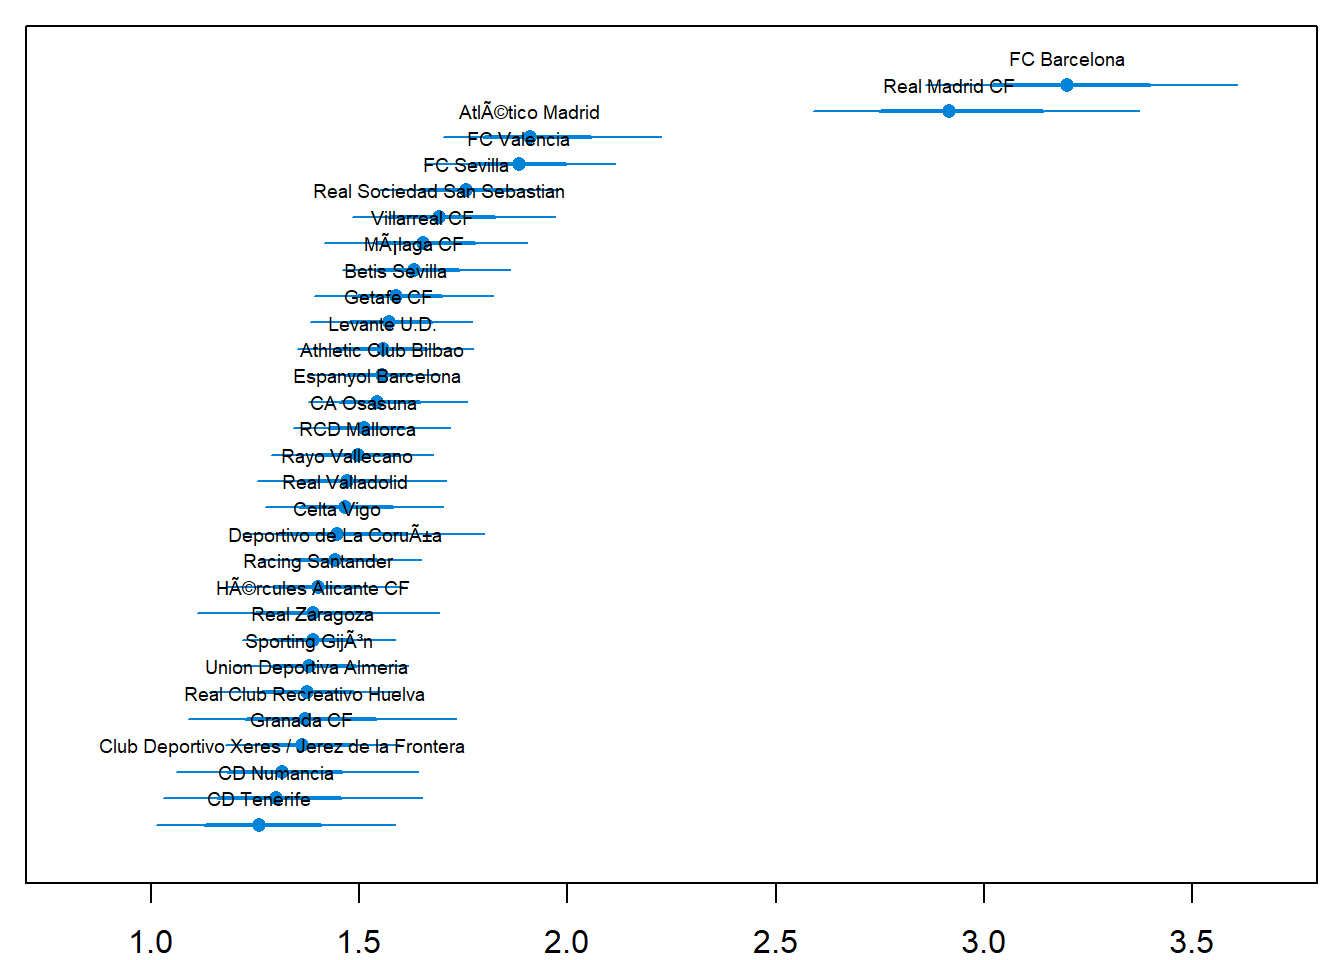 FC Barcelona
Real Madrid CF
AtlÃ©tico Madrid
FC Valencia
FC Sevilla
Real Sociedad San Sebastian
Villarreal CF
MÃ¡laga CF
Betis Sevilla
Getafe CF
Levante U.D.
Athletic Club Bilbao
Espanyol Barcelona
CA Osasuna
RCD Mallorca
Rayo Vallecano
Real Valladolid
Celta Vigo
Deportivo de La CoruÃ±a
Racing Santander
HÃ©rcules Alicante CF
Real Zaragoza
Sporting GijÃ³n
Union Deportiva Almeria
Real Club Recreativo Huelva
Granada CF
Club Deportivo Xeres / Jerez de la Frontera
CD Numancia
CD Tenerife
1.0 1.5 2.0 2.5 3.0 3.5